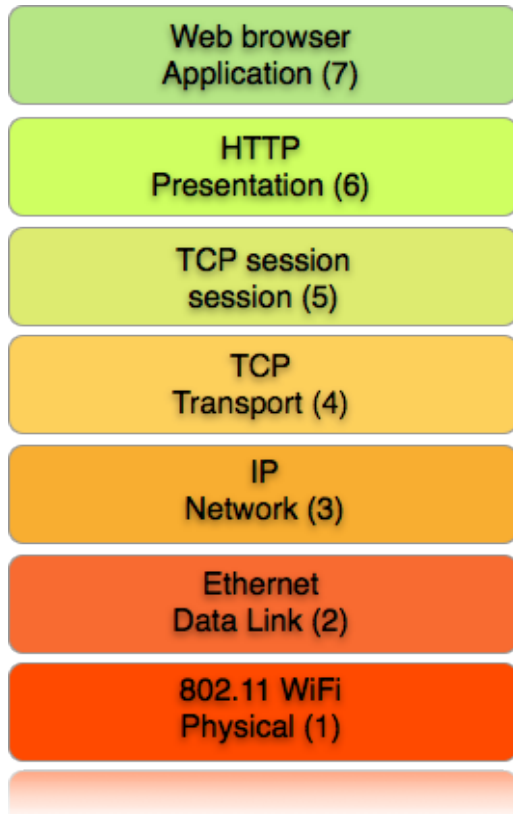 Web browser
Application (7)
HTTP
Presentation (6)
TCP session
session (5)
TCP
Transport (4)
IP
Network (3)
Ethernet
Data Link (2)
802.11 WiFi
Physical (1)